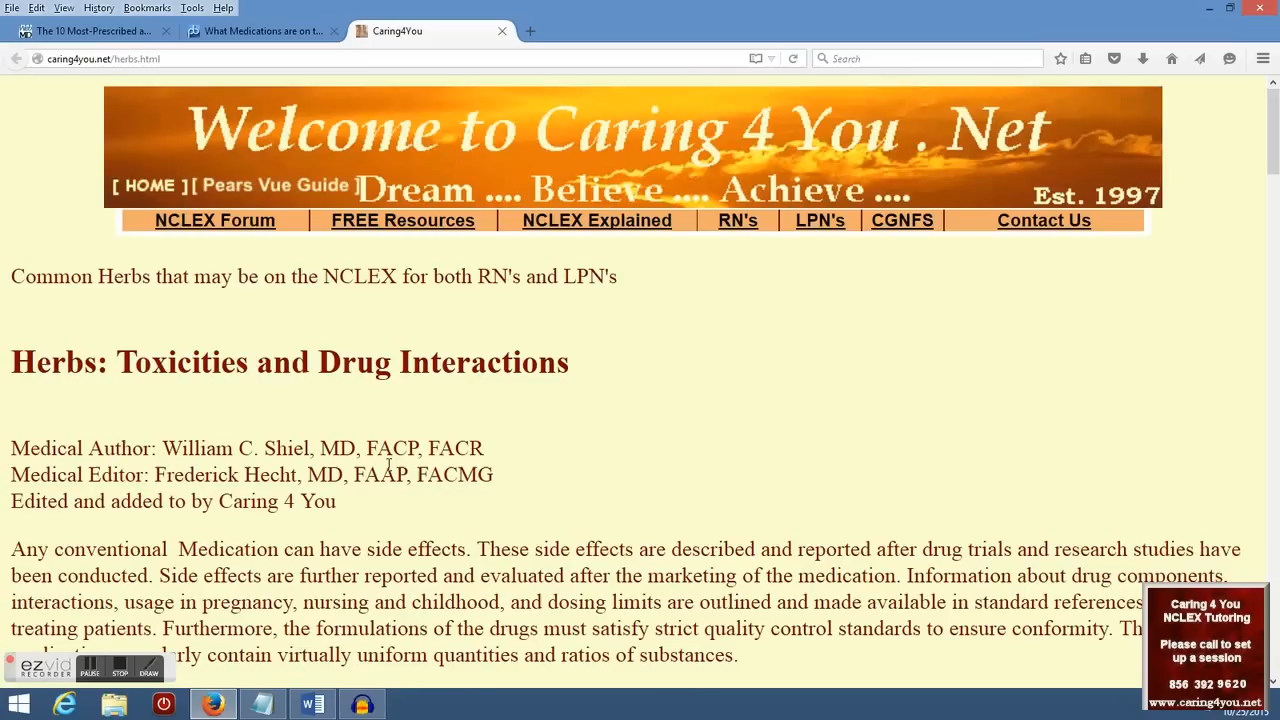 File Edit View History Bookmarks Tools Help
The 10 Most-Prescribed a... What Medications are on t... Caring4You
caring4you.net/herbs.html Search
Welcome to Caring 4 You . Net
[ HOME ][ Pears Vue Guide ]Dream .... Believe .... Achieve .... Est. 1997
NCLEX Forum FREE Resources NCLEX Explained RN's LPN's CGNFS Contact Us
Common Herbs that may be on the NCLEX for both RN's and LPN's
Herbs: Toxicities and Drug Interactions
Medical Author: William C. Shiel, MD, FACP, FACR
Medical Editor: Frederick Hecht, MD, FAAP, FACMG
Edited and added to by Caring 4 You
Any conventional Medication can have side effects. These side effects are described and reported after drug trials and research studies have
been conducted. Side effects are further reported and evaluated after the marketing of the medication. Information about drug components,
interactions, usage in pregnancy, nursing and childhood, and dosing limits are outlined and made available in standard references
treating patients. Furthermore, the formulations of the drugs must satisfy strict quality control standards to ensure conformity.
contain virtually uniform quantities and ratios of substances.
ezvid
RECORDER
PAUSE STOP DRAW
Caring 4 You
NCLEX Tutoring
Please call to set
up a session
856 392 9620
www.caring4you.net
10/25/2015